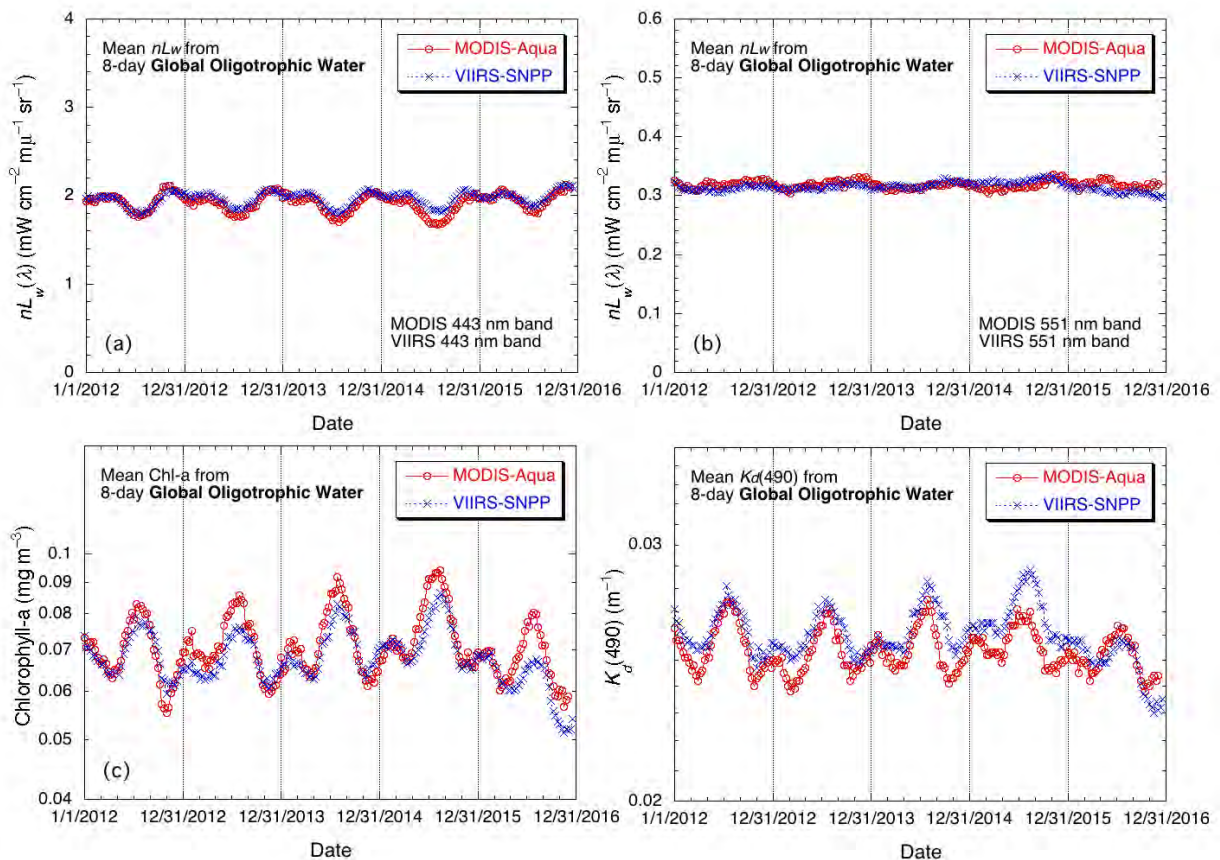 Mean nLw from
8-day Global Oligotrophic Water
MODIS-Aqua
VIIRS-SNPP
4
3
2
1
0
nLw(λ) (mW cm−2 mμ−1 sr−1)
(a)
MODIS 443 nm band
VIIRS 443 nm band
1/1/2012 12/31/2012 12/31/2013 12/31/2014 12/31/2015 12/31/2016
Date
Mean nLw from
8-day Global Oligotrophic Water
MODIS-Aqua
VIIRS-SNPP
0.6
0.5
0.4
0.3
0.2
0.1
0
nLw(λ) (mW cm−2 mμ−1 sr−1)
(b)
MODIS 551 nm band
VIIRS 551 nm band
1/1/2012 12/31/2012 12/31/2013 12/31/2014 12/31/2015 12/31/2016
Date
Mean Chl-a from
8-day Global Oligotrophic Water
MODIS-Aqua
VIIRS-SNPP
0.1
0.09
0.08
0.07
0.06
0.05
0.04
Chlorophyll-a (mg m−3)
(c)
1/1/2012 12/31/2012 12/31/2013 12/31/2014 12/31/2015 12/31/2016
Date
Mean Kd(490) from
8-day Global Oligotrophic Water
MODIS-Aqua
VIIRS-SNPP
0.03
0.02
Kd(490) (m−1)
1/1/2012 12/31/2012 12/31/2013 12/31/2014 12/31/2015 12/31/2016
Date